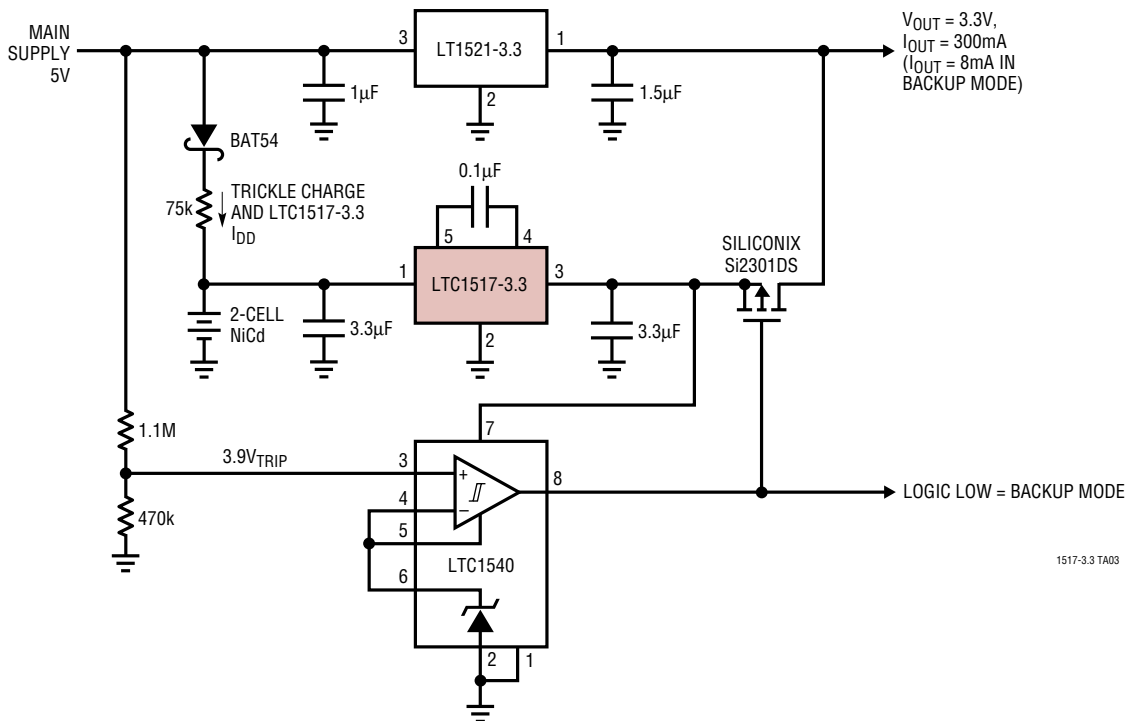 MAIN
SUPPLY
5V
3
LT1521-3.3
1
2
1µF
1.5µF
VOUT = 3.3V,
IOUT = 300mA
(IOUT = 8mA IN
BACKUP MODE)
BAT54
75k
TRICKLE CHARGE
AND LTC1517-3.3
IDD
0.1µF
5
4
1
LTC1517-3.3
3
2
SILICONIX
Si2301DS
2-CELL
NiCd
3.3µF
3.3µF
1.1M
7
3.9VTRIP
3
+
4
–
8
LOGIC LOW = BACKUP MODE
470k
5
LTC1540
6
2
1
1517-3.3 TA03